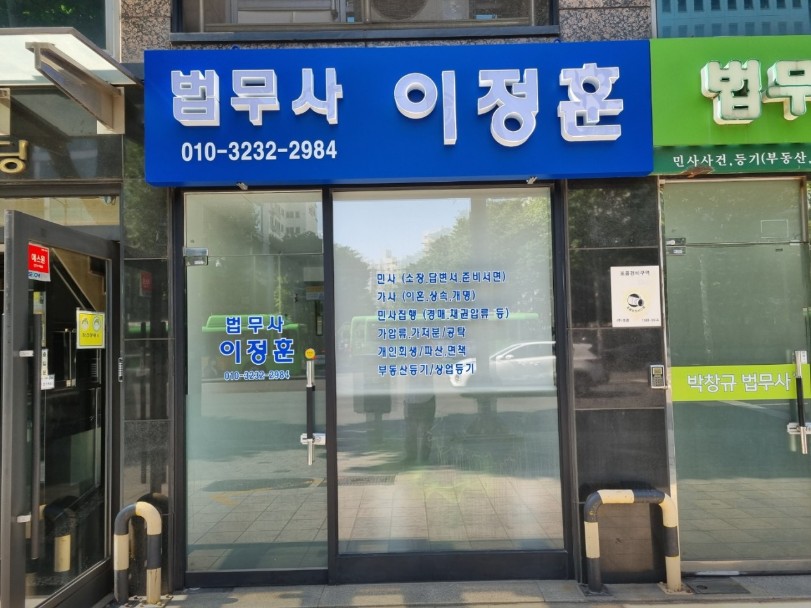 법무사 이정훈
010-3232-2984
법무
민사사건,등기(부동산,
딩
에스원
법무사
이정훈
010-3232-2984
민사 (소장,답변서,준비서면)
가사 (이혼,상속,개명)
민사집행 (경매,채권압류 등)
가압류,가처분/공탁
개인회생/파산,면책
부동산등기/상업등기
박창규 법무사